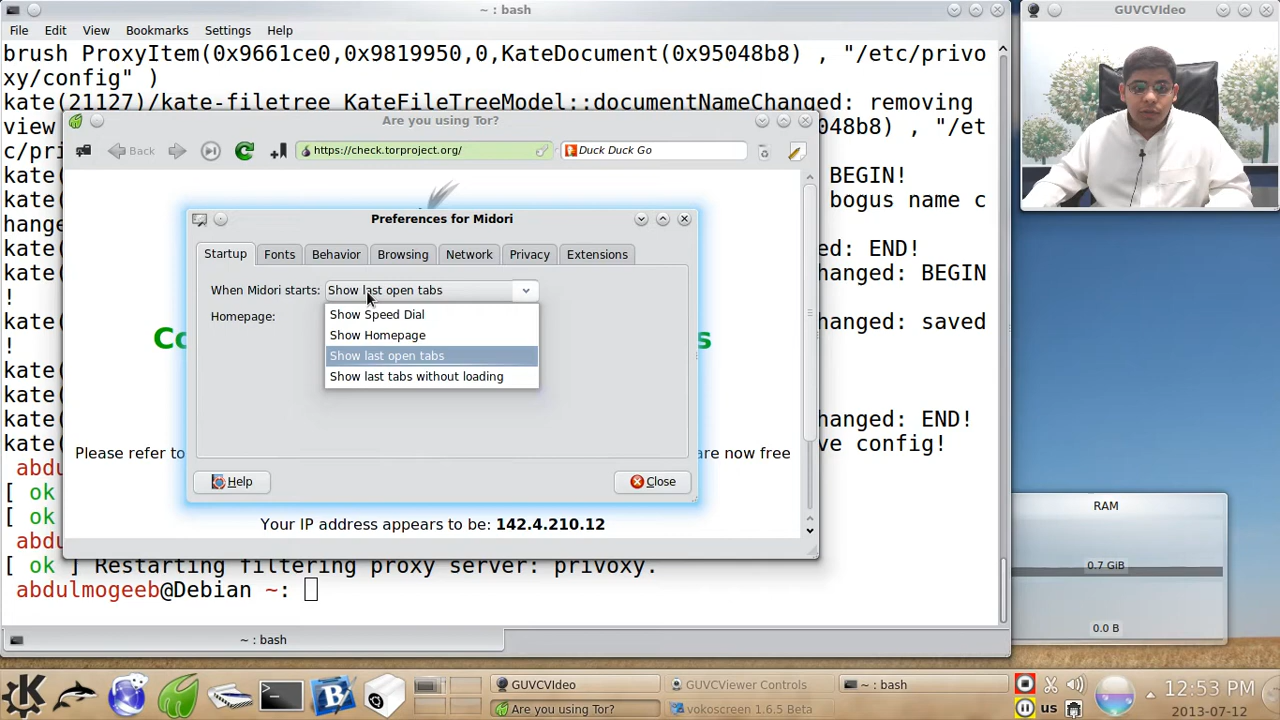 ~ : bash
GUVCVIdeo
File Edit View Bookmarks Settings Help
brush ProxyItem(0x9661ce0,0x9819950,0,KateDocument(0x95048b8) , "/etc/privo
xy/config" )
kate(21127)/kate-filetree KateFileTreeModel::documentNameChanged: removing
view
048b8) , "/et
c/pri
kate(
BEGIN!
kate(
bogus name c
hange
kate(
hanged: END!
kate(
hanged: BEGIN
!
kate(
hanged: saved
!
kate(
kate(
hanged: END!
kate(
ve config!
abdu
[ ok
[ ok
abdu
[ ok ] Restarting filtering proxy server: privoxy.
abdulmogeeb@Debian ~:
~ : bash
Are you using Tor?
Back
https://check.torproject.org/
Duck Duck Go
Co
s
Please refer to
are now free
Your IP address appears to be: 142.4.210.12
Preferences for Midori
Startup Fonts Behavior Browsing Network Privacy Extensions
When Midori starts: Show last open tabs
Homepage:
Show Speed Dial
Show Homepage
Show last open tabs
Show last tabs without loading
Help
Close
RAM
0.7 GiB
0.0 B
GUVCVIdeo
GUVCViewer Controls
~ : bash
Are you using Tor?
vokoscreen 1.6.5 Beta
us
12:53 PM
2013-07-12